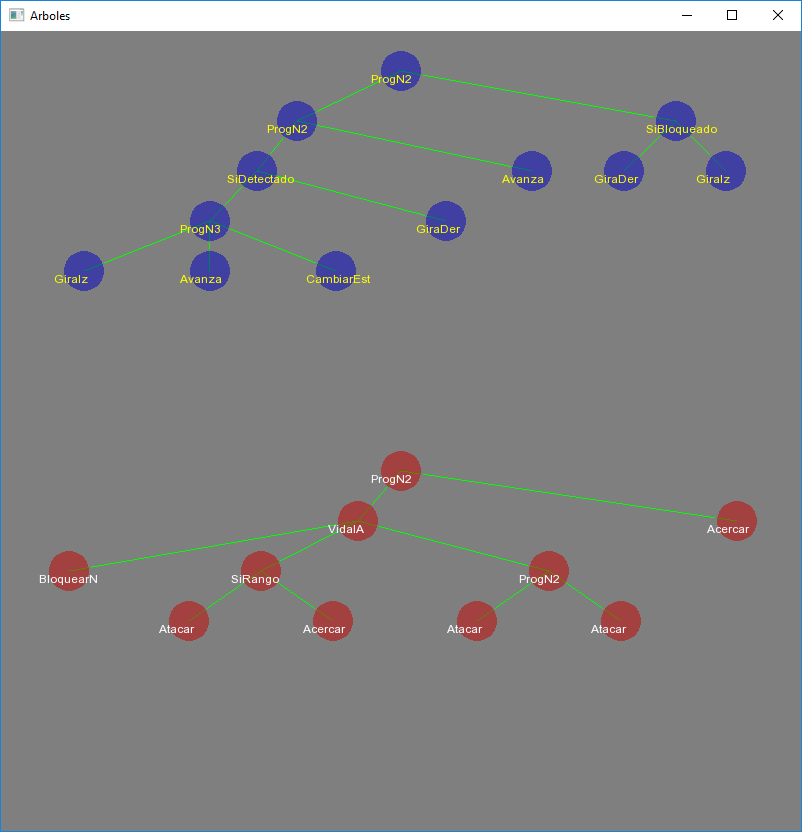 Arboles
ProgN2
ProgN2
SiBloqueado
SiDetectado
Avanza
GiraDer
GiraIz
ProgN3
GiraDer
GiraIz
Avanza
CambiarEst
ProgN2
VidaIA
Acercar
BloquearN
SiRango
ProgN2
Atacar
Acercar
Atacar
Atacar